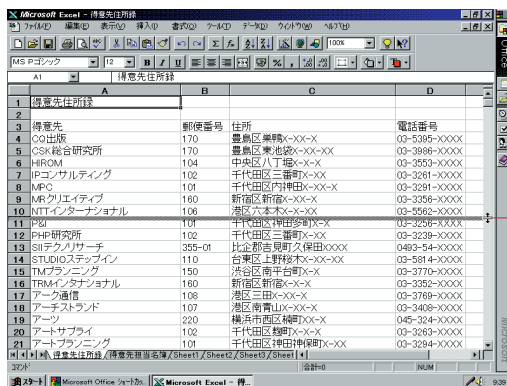 Microsoft Excel - 得意先住所録
ファイル(F) 編集(E) 表示(V) 挿入(I) 書式(O) ツール(T) データ(D) ウィンドウ(W) ヘルプ(H)
100%
MS Pゴシック 12 B I U % ,
A1 得意先住所録
A B C D
1 得意先住所録
2
3 得意先 郵便番号 住所 電話番号
4 CQ出版 170 豊島区巣鴨X-XX-X 03-5395-XXXX
5 CSK総合研究所 170 豊島区東池袋X-XX-XX 03-3986-XXXX
6 HIROM 104 中央区八丁堀X-X-X 03-3553-XXXX
7 IPコンサルティング 102 千代田区三番町X-XX 03-3261-XXXX
8 MPC 101 千代田区内神田X-XX-X 03-3291-XXXX
9 MRクリエイティブ 160 新宿区新宿X-XX-X 03-3356-XXXX
10 NTTインターナショナル 106 港区六本木X-X-XX 03-5562-XXXX
11 P&I 101 千代田区神田多町X-X 03-3256-XXXX
12 PHP研究所 102 千代田区三番町X-XX 03-3239-XXXX
13 SIIテクノリサーチ 355-01 比企郡吉見町久保田XXXX 0493-54-XXXX
14 STUDIOステップイン 110 台東区上野桜木X-XX-XX 03-5814-XXXX
15 TMプランニング 150 渋谷区南平台町X-X 03-3770-XXXX
16 TRMインタナショナル 160 新宿区新宿X-XX-X 03-3352-XXXX
17 アーク通信 108 港区三田X-XX-X 03-3769-XXXX
18 アーチストランド 107 港区南青山X-XX-X 03-3408-XXXX
19 アーツ 220 横浜市西区楠町XX-X 045-324-XXXX
20 アートサプライ 102 千代田区麹町X-XX-X 03-3263-XXXX
21 アートプランニング 101 千代田区神田神保町X-XX 03-3294-XXXX
得意先住所録 得意先担当名簿 Sheet1 Sheet2 Sheet3 Sheet
コマンド 合計=0 NUM
スタート Microsoft Office Microsoft Excel - 得... 9:39
Office
Microsoft